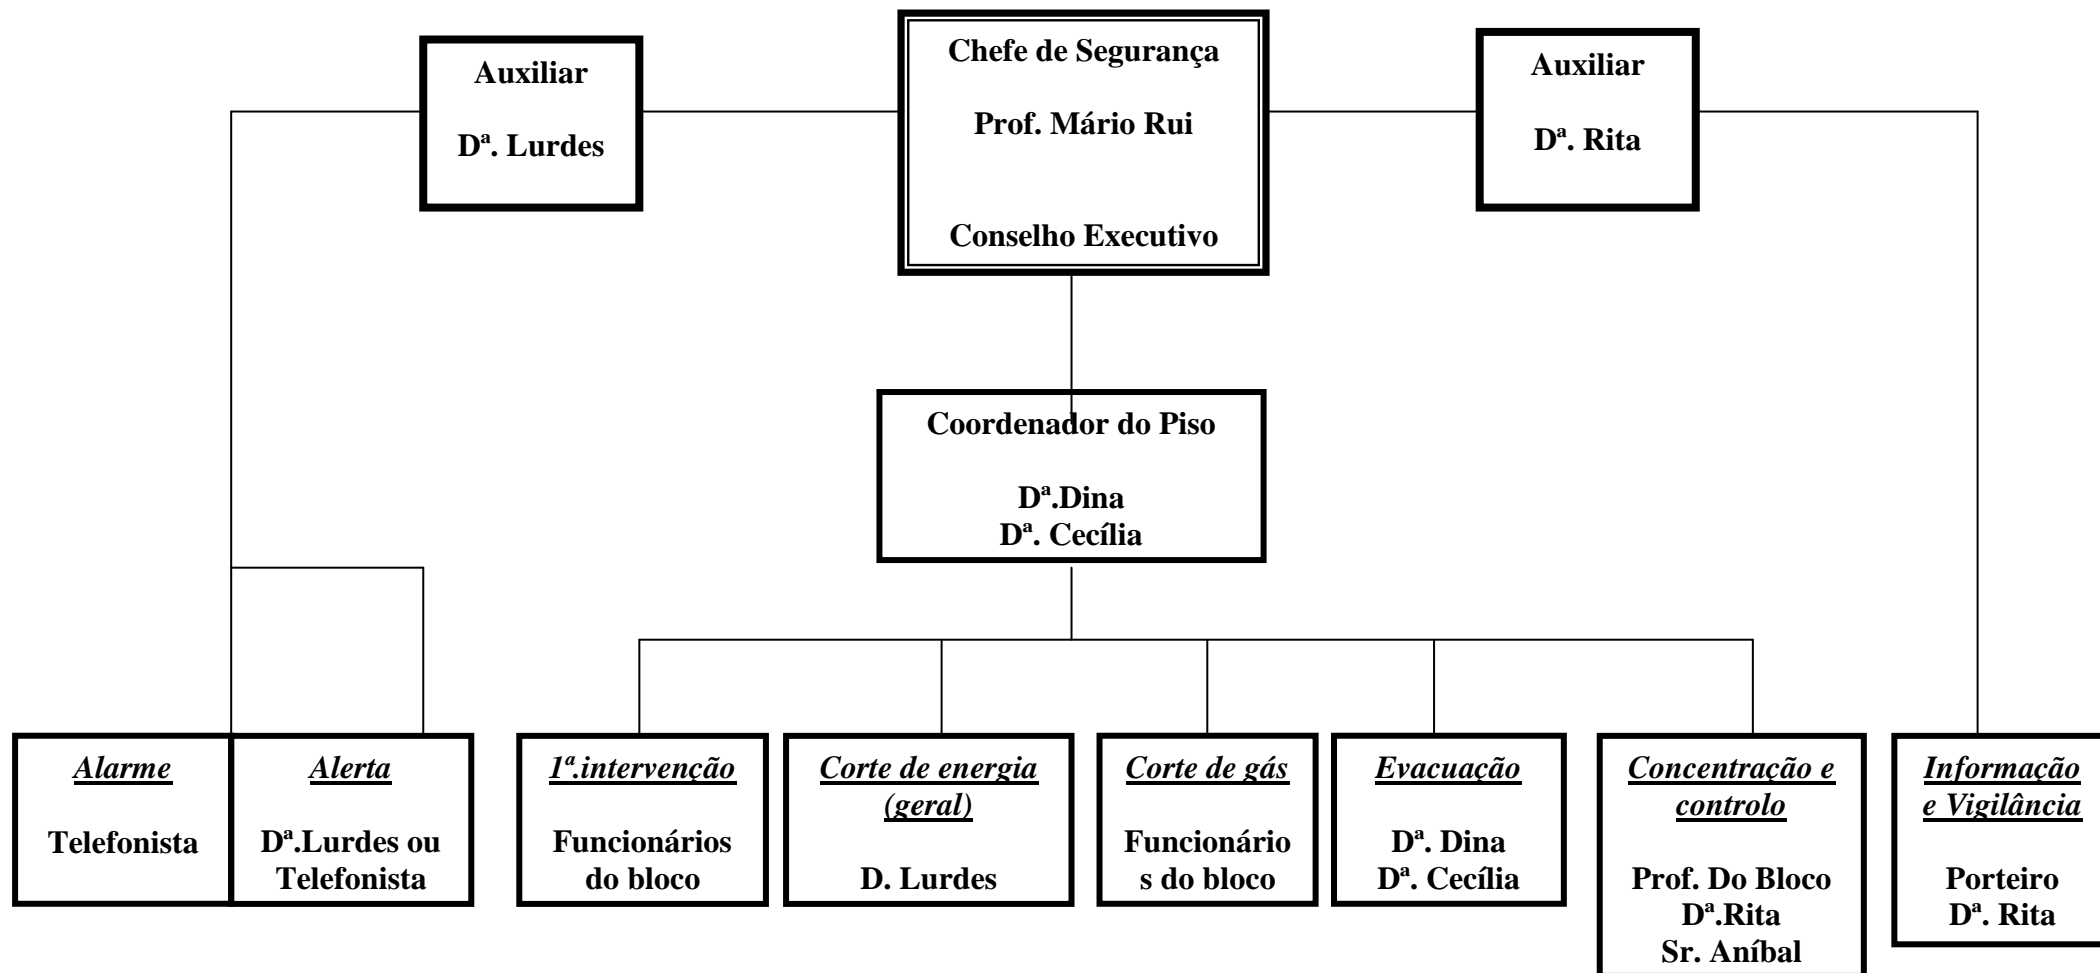 Auxiliar
Dª. Lurdes
Chefe de Segurança
Prof. Mário Rui
Conselho Executivo
Auxiliar
Dª. Rita
Coordenador do Piso
Dª.Dina
Dª. Cecília
Alarme
Telefonista
Alerta
Dª.Lurdes ou
Telefonista
1ª.intervenção
Funcionários
do bloco
Corte de energia
(geral)
D. Lurdes
Corte de gás
Funcionário
s do bloco
Evacuação
Dª. Dina
Dª. Cecília
Concentração e
controlo
Prof. Do Bloco
Dª.Rita
Sr. Aníbal
Informação
e Vigilância
Porteiro
Dª. Rita